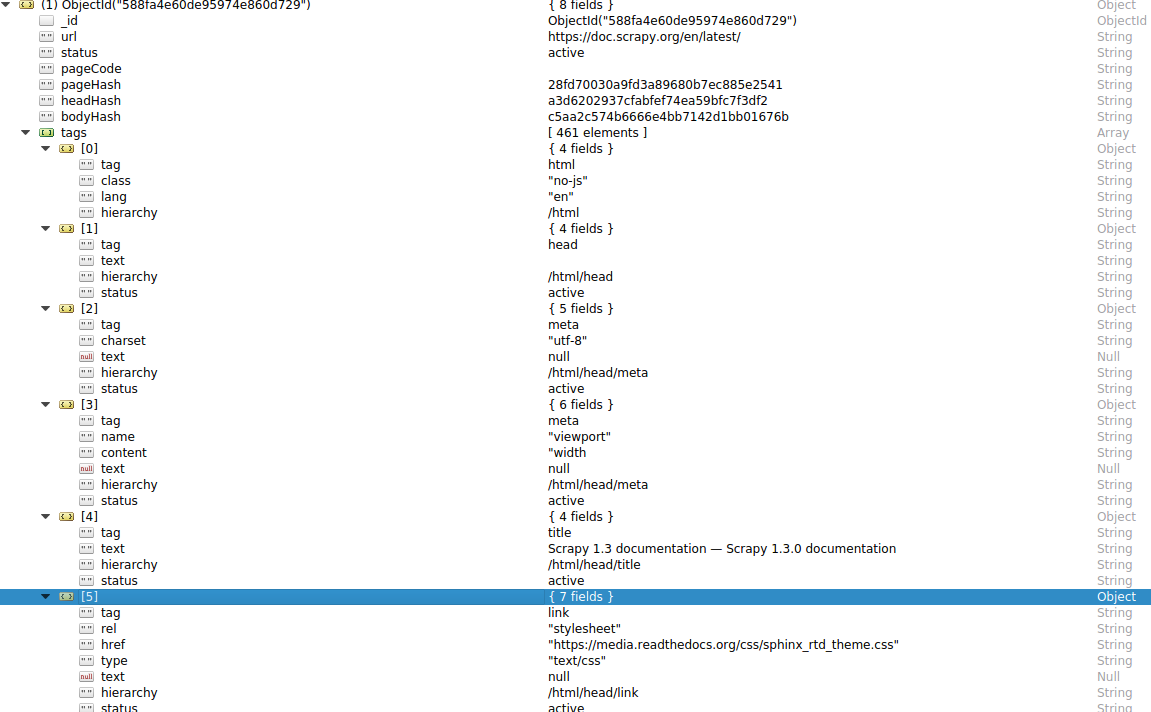 (1) ObjectId("588fa4e60de95974e860d729") { 8 fields } Object
_id ObjectId("588fa4e60de95974e860d729") ObjectId
url https://doc.scrapy.org/en/latest/ String
status active String
pageCode String
pageHash 28fd70030a9fd3a89680b7ec885e2541 String
headHash a3d6202937cfabfef74ea59bfc7f3df2 String
bodyHash c5aa2c574b6666e4bb7142d1bb01676b String
tags [ 461 elements ] Array
[0] { 4 fields } Object
tag html String
class "no-js" String
lang "en" String
hierarchy /html String
[1] { 4 fields } Object
tag head String
text String
hierarchy /html/head String
status active String
[2] { 5 fields } Object
tag meta String
charset "utf-8" String
null text null Null
hierarchy /html/head/meta String
status active String
[3] { 6 fields } Object
tag meta String
name "viewport" String
content "width String
null text null Null
hierarchy /html/head/meta String
status active String
[4] { 4 fields } Object
tag title String
text Scrapy 1.3 documentation — Scrapy 1.3.0 documentation String
hierarchy /html/head/title String
status active String
[5] { 7 fields } Object
tag link String
rel "stylesheet" String
href "https://media.readthedocs.org/css/sphinx_rtd_theme.css" String
type "text/css" String
null text null Null
hierarchy /html/head/link String
status active String